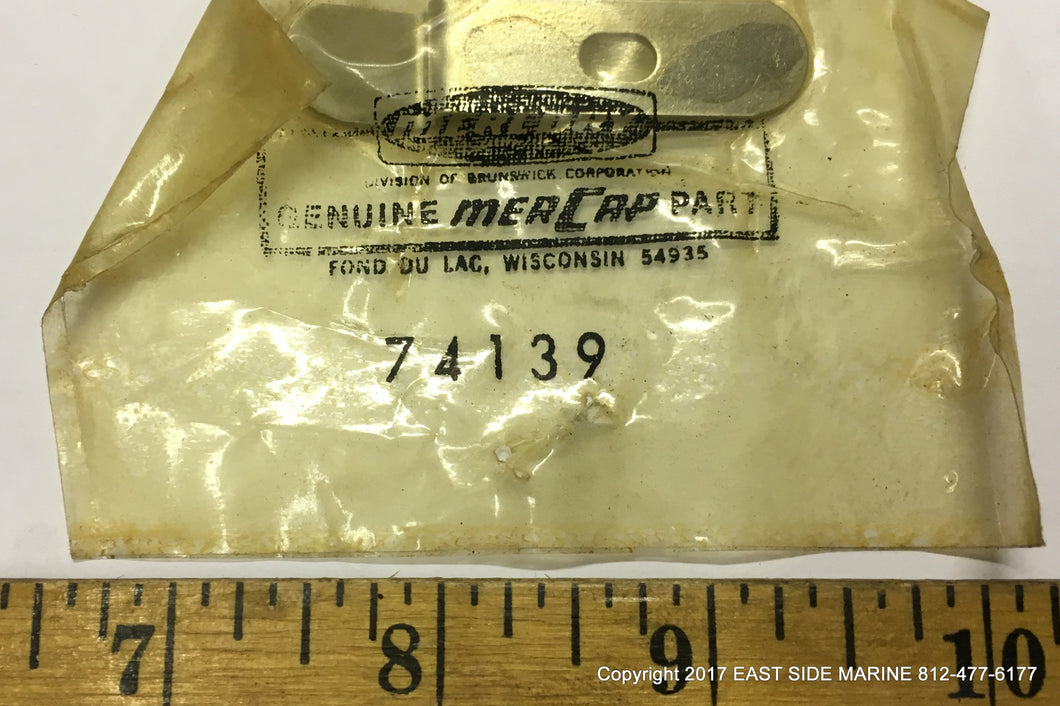 DIVISION OF BRUNSWICK CORPORATION
GENUINE merCap PART
FOND DU LAC, WISCONSIN 54935
74139
7 8 9 10
Copyright 2017 EAST SIDE MARINE 812-477-6177